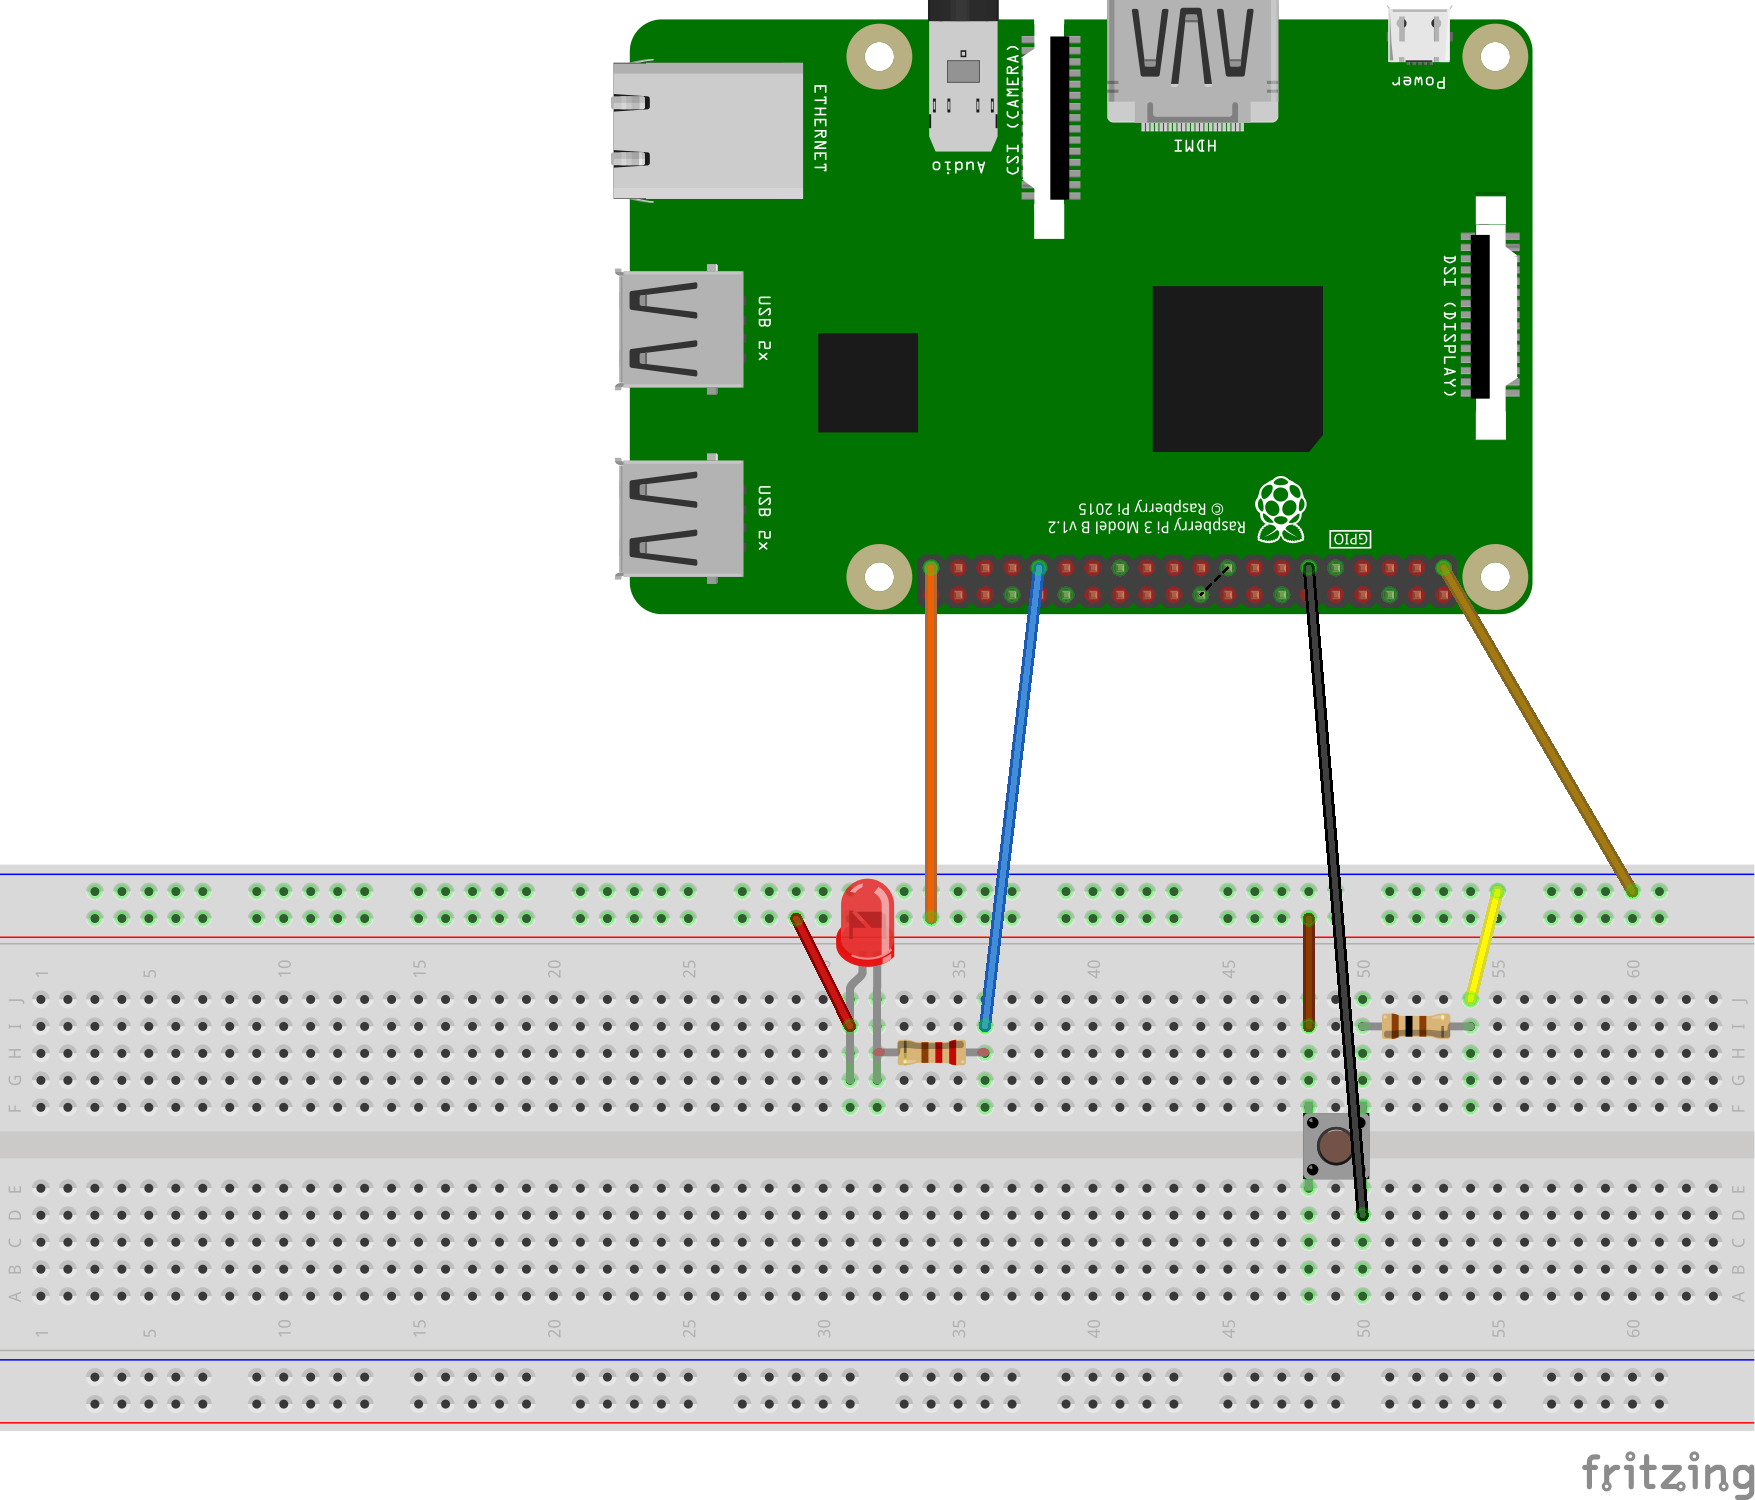 ETHERNET
Audio
CSI (CAMERA)
HDMI
Power
USB 2x
DSI (DISPLAY)
USB 2x
© Raspberry Pi 2015
Raspberry Pi 3 Model B v1.2
GPIO
1 5 10 15 20 25 30 35 40 45 50 55 60
J J
I I
H H
G G
F F
E E
D D
C C
B B
A A
1 5 10 15 20 25 30 35 40 45 50 55 60
fritzing